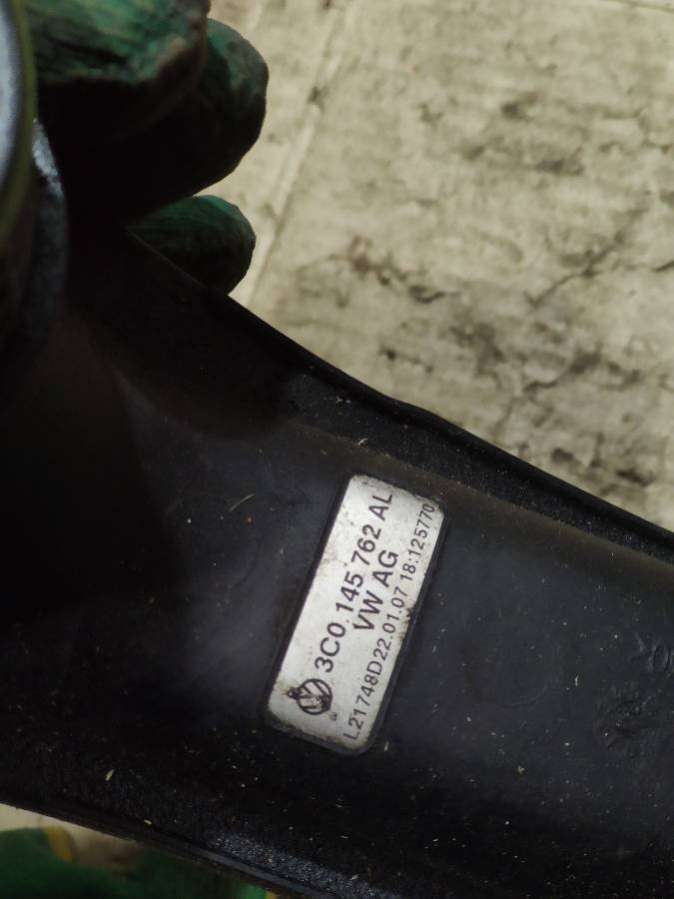 3C0 145 762 AL
VW AG
L21748D22.01.07 18:125770